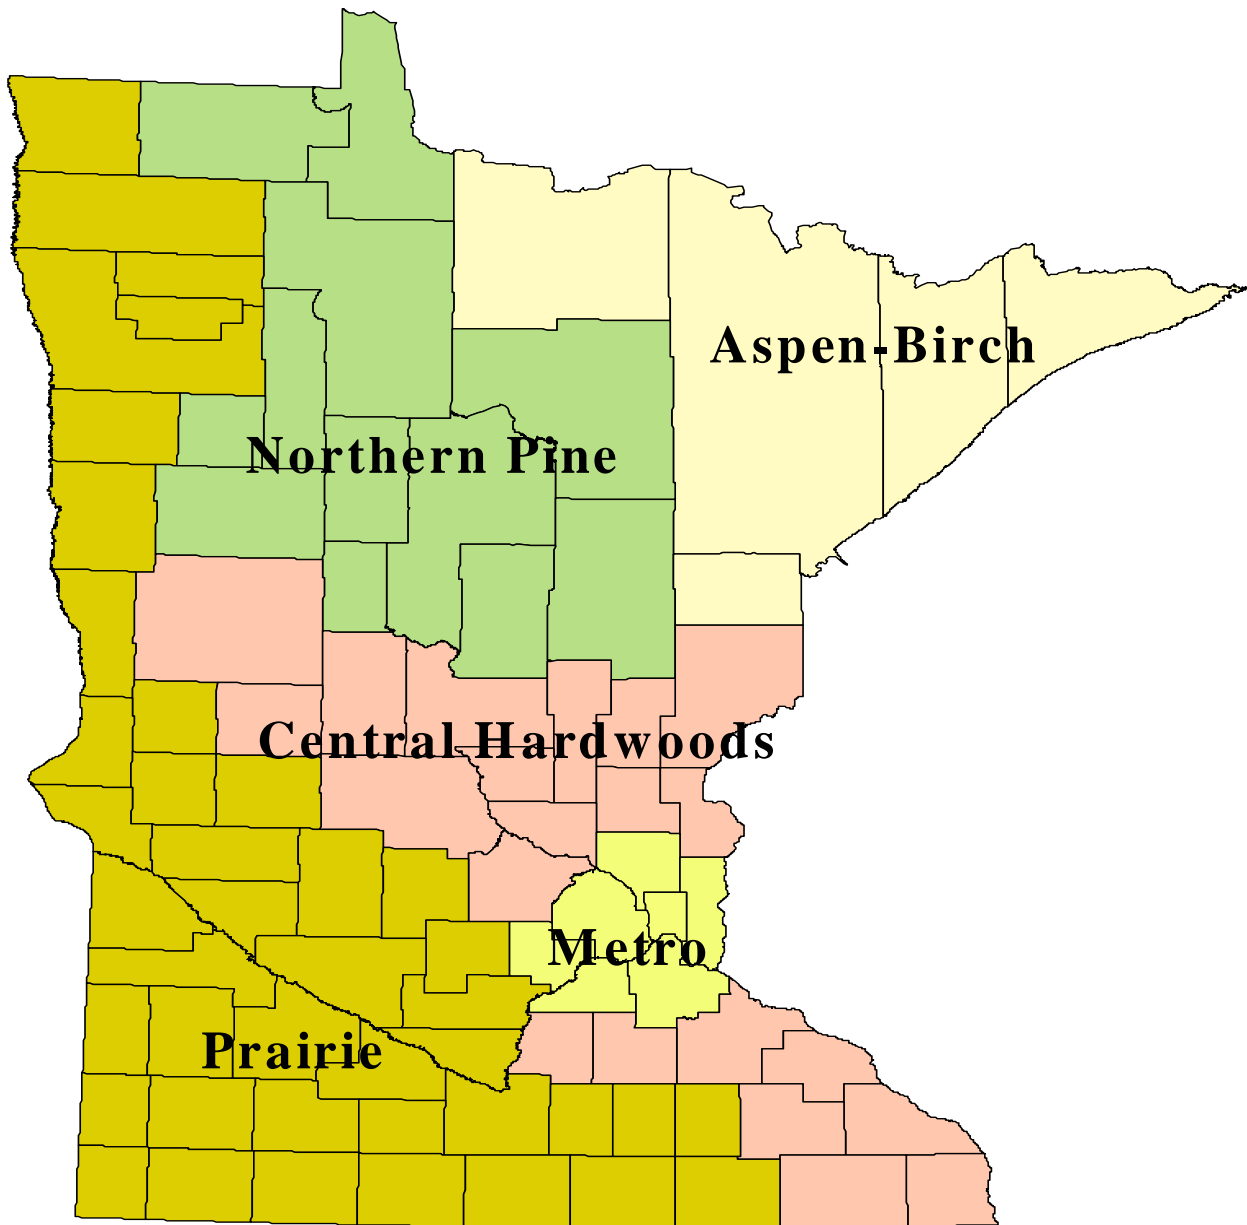 Aspen-Birch
Northern Pine
Central Hardwoods
Metro
Prairie